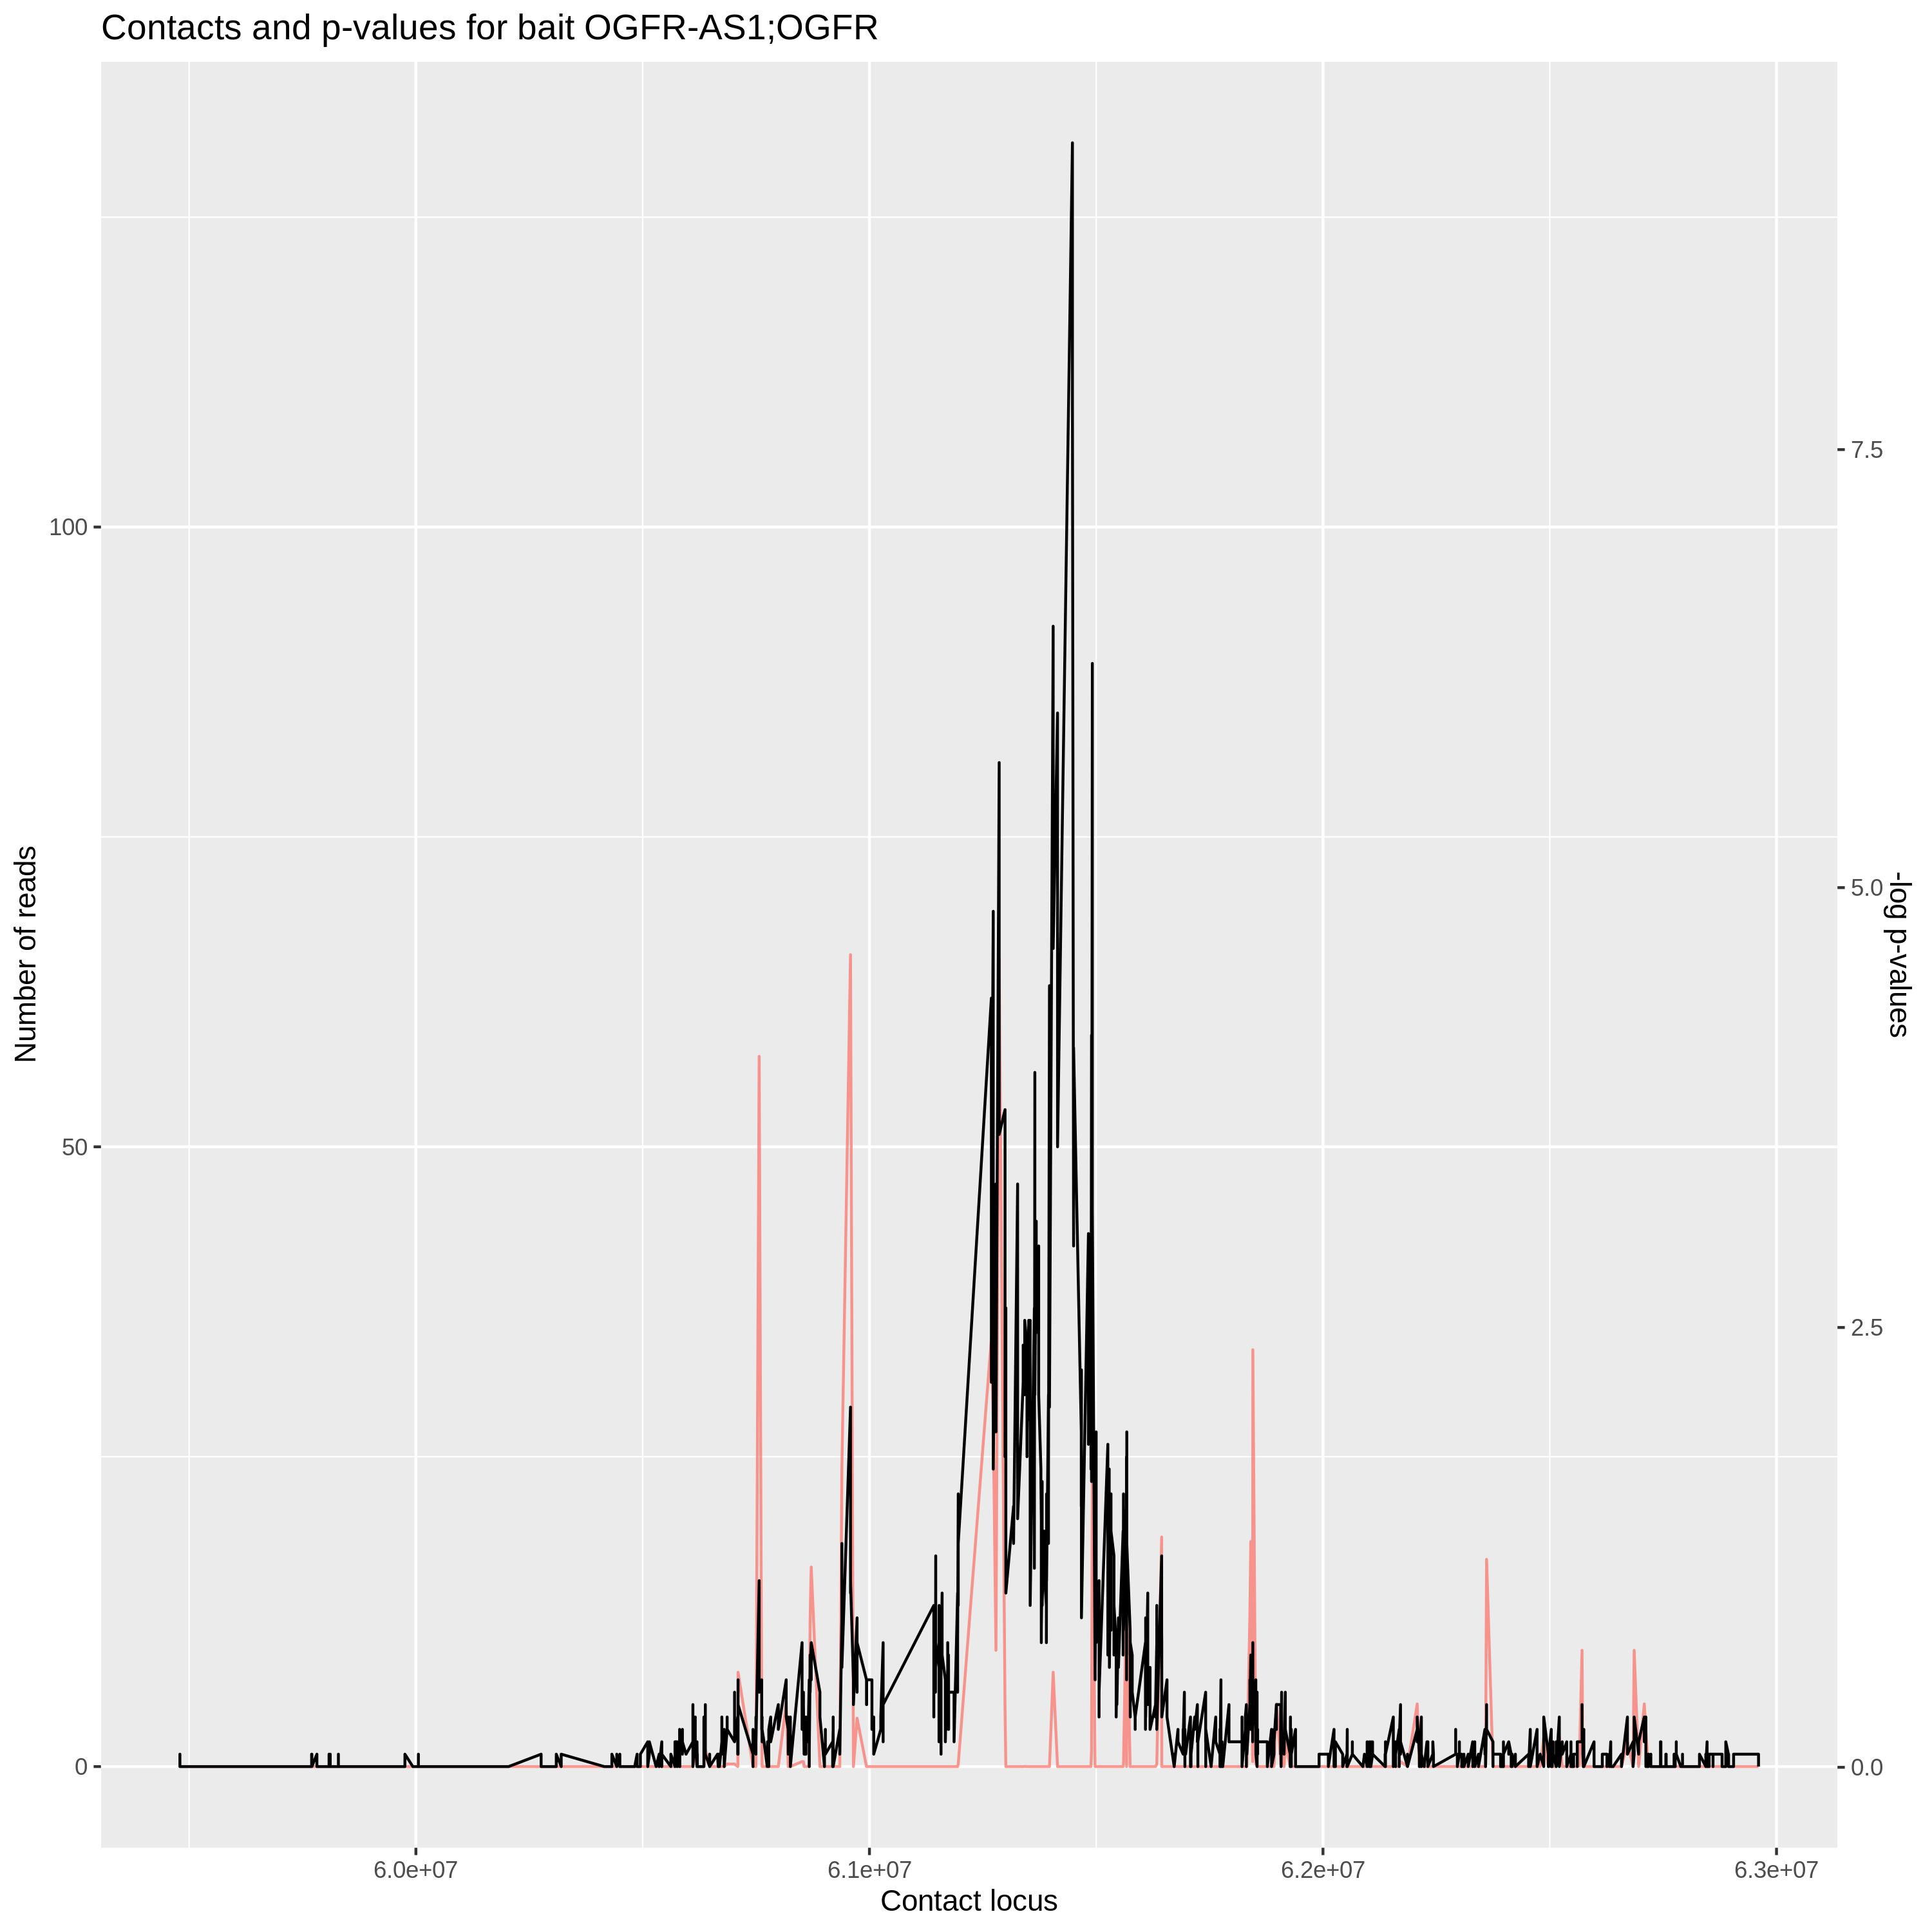 Contacts and p-values for bait OGFR-AS1;OGFR
Number of reads
100
50
0
7.5
5.0
2.5
0.0
-log p-values
6.0e+07
6.1e+07
6.2e+07
6.3e+07
Contact locus